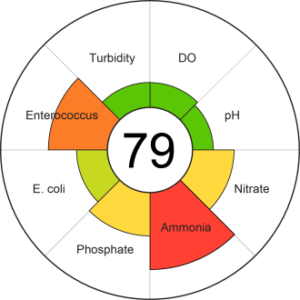 Turbidity
DO
Enterococcus
pH
79
E. coli
Nitrate
Ammonia
Phosphate